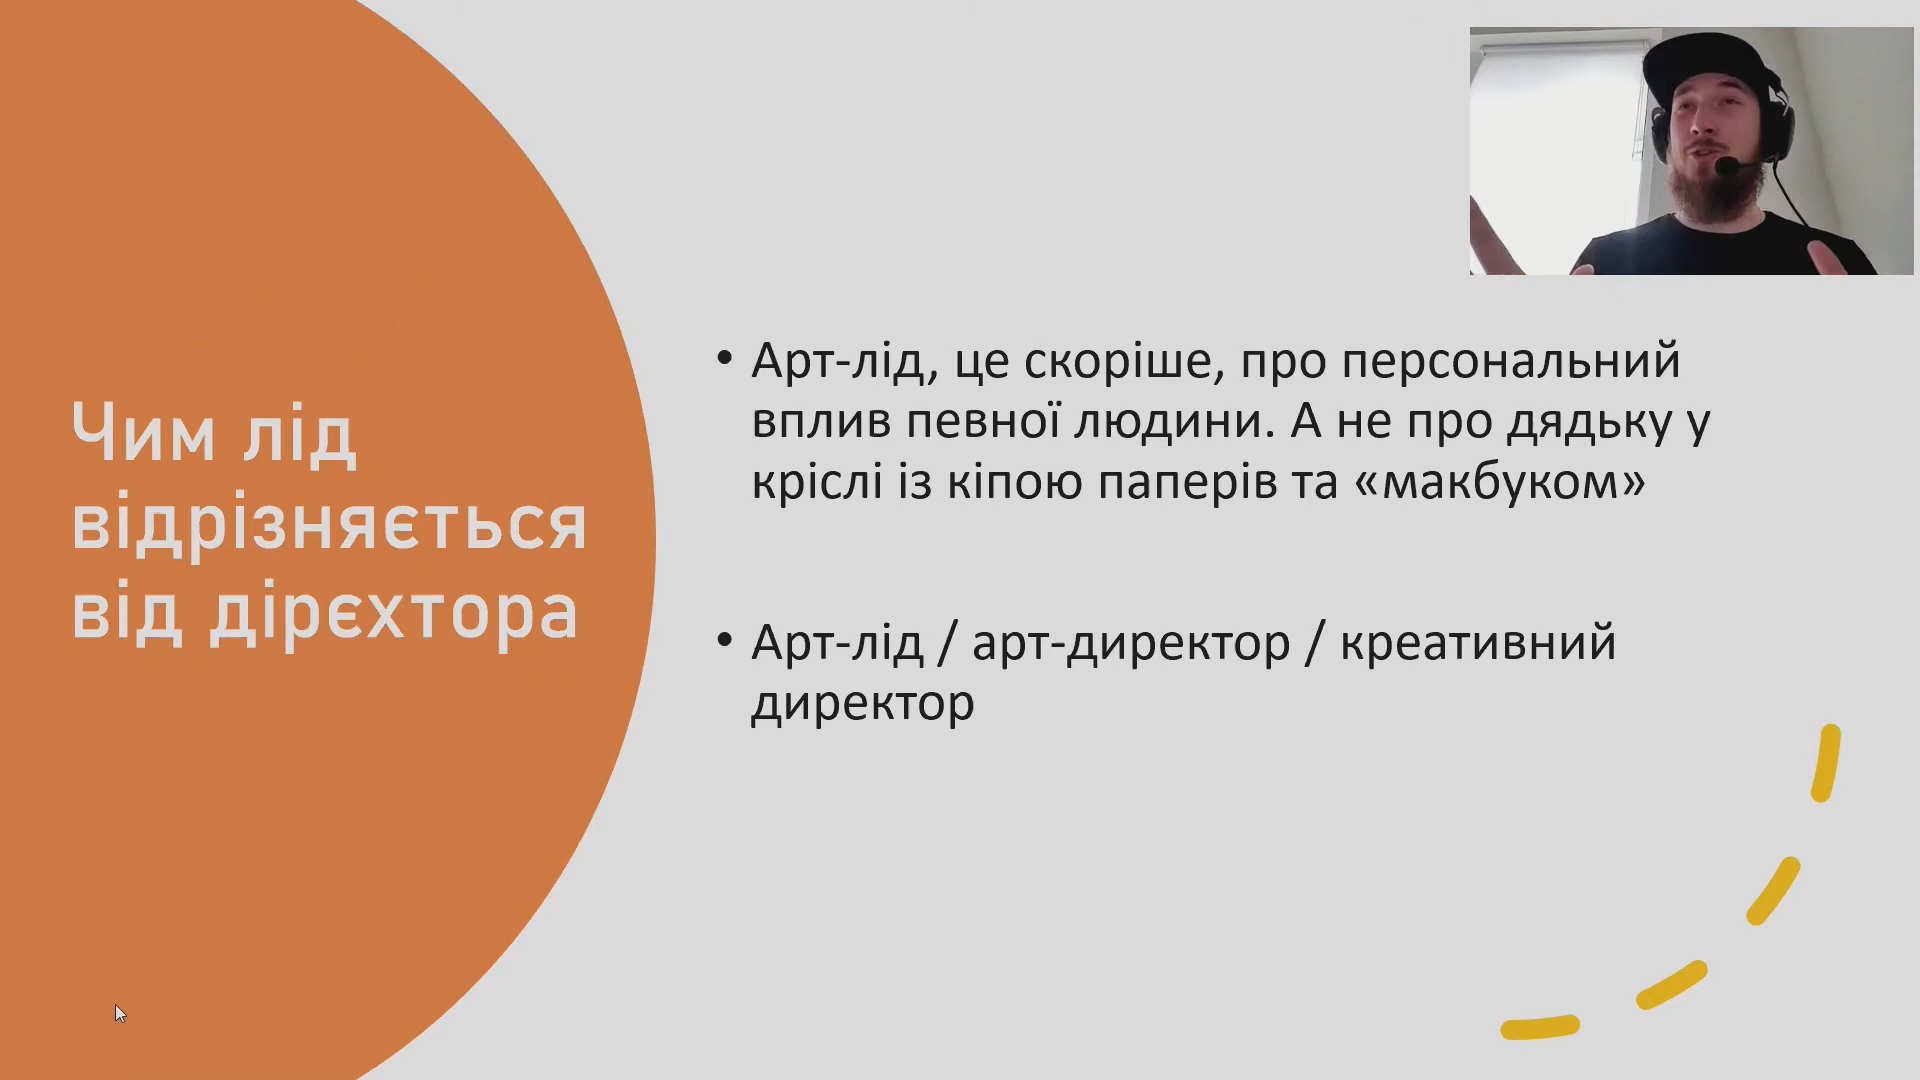 Чим лід
відрізняється
від дірєхтора
• Арт-лід, це скоріше, про персональний
вплив певної людини. А не про дядьку у
кріслі із кіпою паперів та «макбуком»
• Арт-лід / арт-директор / креативний
директор